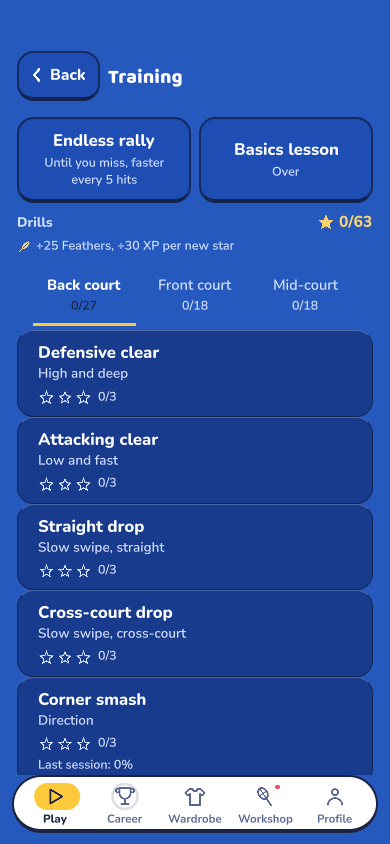 Back
Training
Endless rally
Until you miss, faster
every 5 hits
Basics lesson
Over
Drills
0/63
+25 Feathers, +30 XP per new star
Back court
Front court
Mid-court
0/27
0/18
0/18
Defensive clear
High and deep
0/3
Attacking clear
Low and fast
0/3
Straight drop
Slow swipe, straight
0/3
Cross-court drop
Slow swipe, cross-court
0/3
Corner smash
Direction
0/3
Last session: 0%
Play
Career
Wardrobe
Workshop
Profile